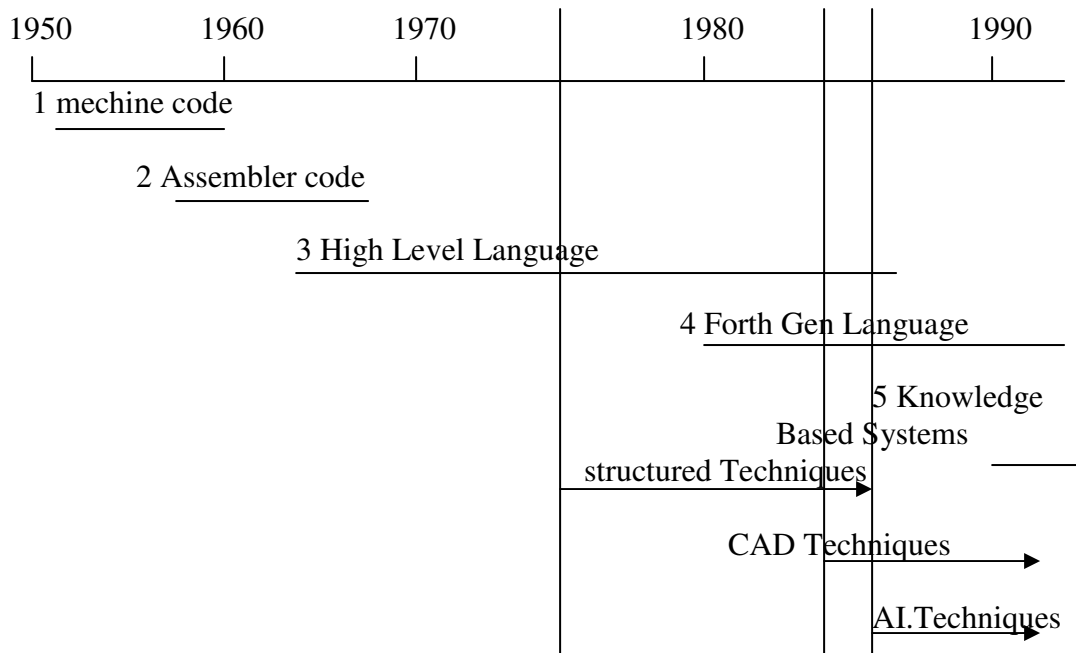 1950 1960 1970 1980 1990
1 mechine code
2 Assembler code
3 High Level Language
4 Forth Gen Language
5 Knowledge
Based Systems
structured Techniques
CAD Techniques
AI.Techniques